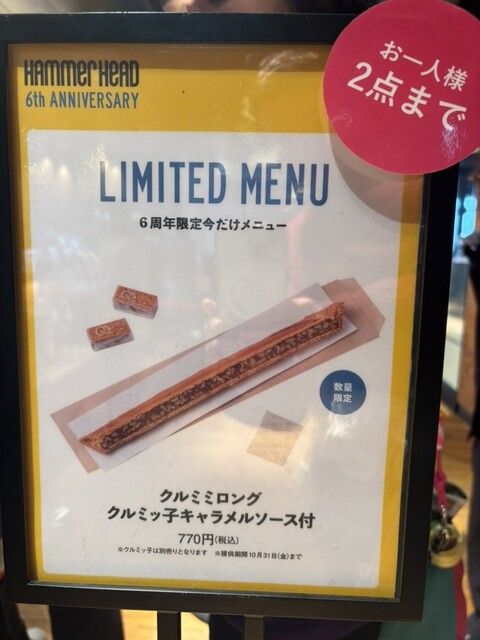 HAMMERHEAD
6th ANNIVERSARY
お一人様
2点まで
LIMITED MENU
6周年限定今だけメニュー
数量
限定
クルミミロング
クルミッ子キャラメルソース付
770円(税込)
※クルミッ子は別売りとなります ※提供期間10月31日(金)まで